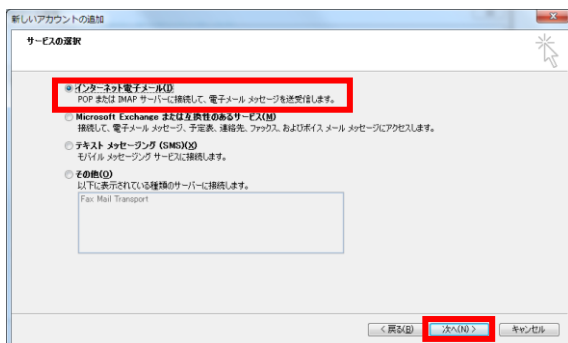 新しいアカウントの追加
サービスの選択
インターネット電子メール(I)
POP または IMAP サーバーに接続して、電子メール メッセージを送受信します。
Microsoft Exchange または互換性のあるサービス(M)
接続して、電子メール メッセージ、予定表、連絡先、ファックス、およびボイス メール メッセージにアクセスします。
テキスト メッセージング (SMS)(X)
モバイル メッセージング サービスに接続します。
その他(O)
以下に表示されている種類のサーバーに接続します。
Fax Mail Transport
< 戻る(B) 次へ(N) > キャンセル